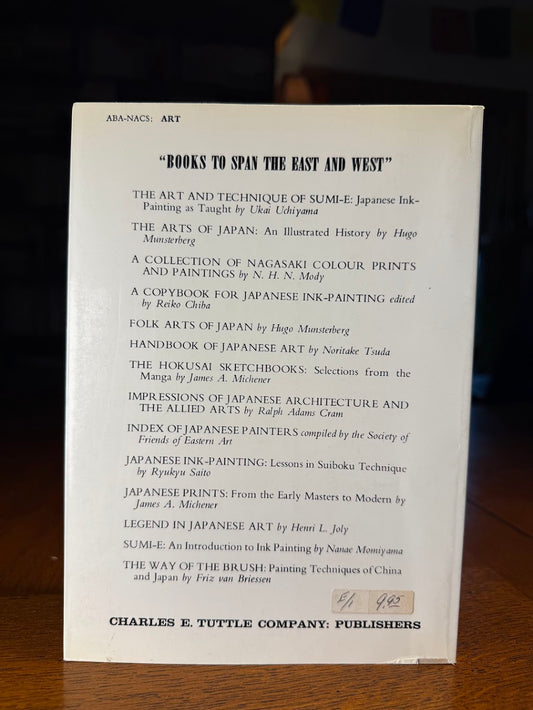 ABA-NACS: ART
"BOOKS TO SPAN THE EAST AND WEST"
THE ART AND TECHNIQUE OF SUMI-E: Japanese Ink-
Painting as Taught by Ukai Uchiyama
THE ARTS OF JAPAN: An Illustrated History by Hugo
Munsterberg
A COLLECTION OF NAGASAKI COLOUR PRINTS
AND PAINTINGS by N. H. N. Mody
A COPYBOOK FOR JAPANESE INK-PAINTING edited
by Reiko Chiba
FOLK ARTS OF JAPAN by Hugo Munsterberg
HANDBOOK OF JAPANESE ART by Noritake Tsuda
THE HOKUSAI SKETCHBOOKS: Selections from the
Manga by James A. Michener
IMPRESSIONS OF JAPANESE ARCHITECTURE AND
THE ALLIED ARTS by Ralph Adams Cram
INDEX OF JAPANESE PAINTERS compiled by the Society of
Friends of Eastern Art
JAPANESE INK-PAINTING: Lessons in Suiboku Technique
by Ryukyu Saito
JAPANESE PRINTS: From the Early Masters to Modern by
James A. Michener
LEGEND IN JAPANESE ART by Henri L. Joly
SUMI-E: An Introduction to Ink Painting by Nanae Momiyama
THE WAY OF THE BRUSH: Painting Techniques of China
and Japan by Friz van Briessen
9.95
CHARLES E. TUTTLE COMPANY: PUBLISHERS